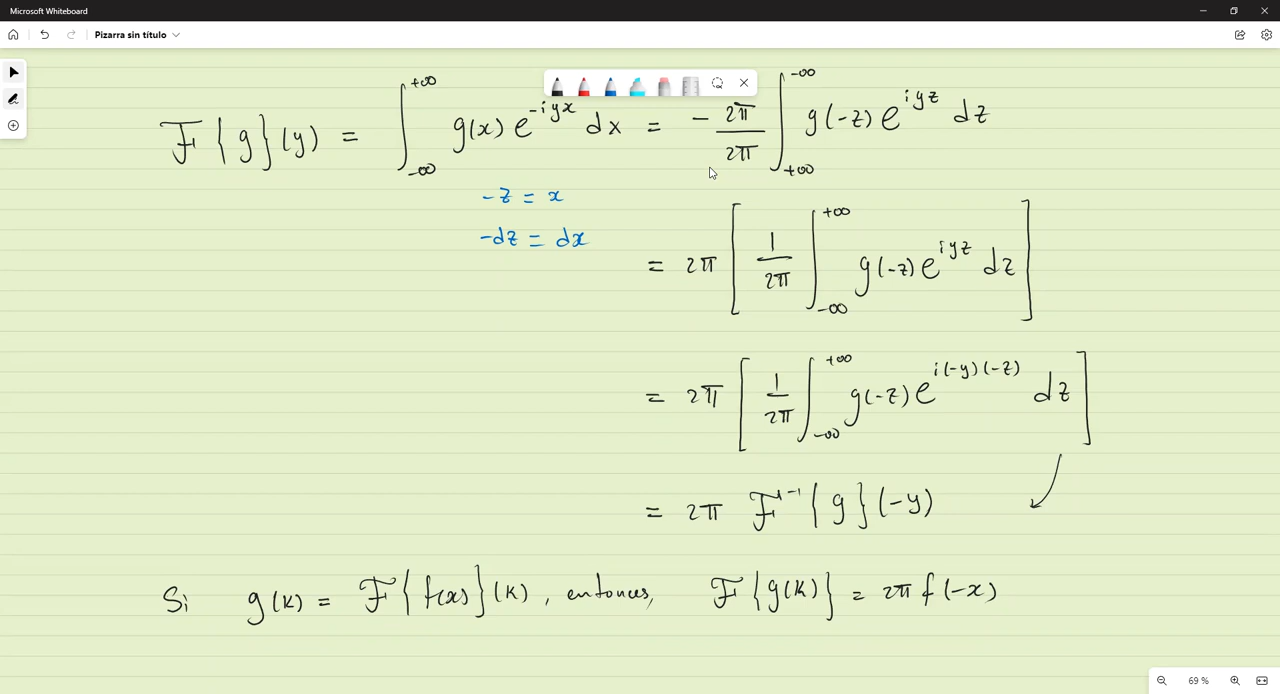 Microsoft Whiteboard
Pizarra sin título
ℱ{g}(y) = ∫_{-∞}^{+∞} g(x) e^{-iyx} dx = - 2π/2π ∫_{+∞}^{-∞} g(-z) e^{iyz} dz
-z = x
-dz = dx
= 2π [ 1/2π ∫_{-∞}^{+∞} g(-z) e^{iyz} dz ]
= 2π [ 1/2π ∫_{-∞}^{+∞} g(-z) e^{i(-y)(-z)} dz ]
= 2π ℱ^{-1}{g}(-y)
Si g(k) = ℱ{f(x)}(k), entonces, ℱ{g(k)} = 2π f(-x)
69 %